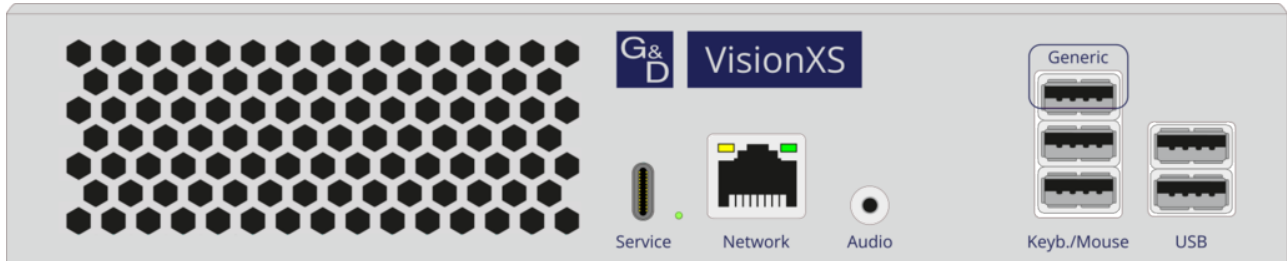 G&D
VisionXS
Generic
Service
Network
Audio
Keyb./Mouse
USB